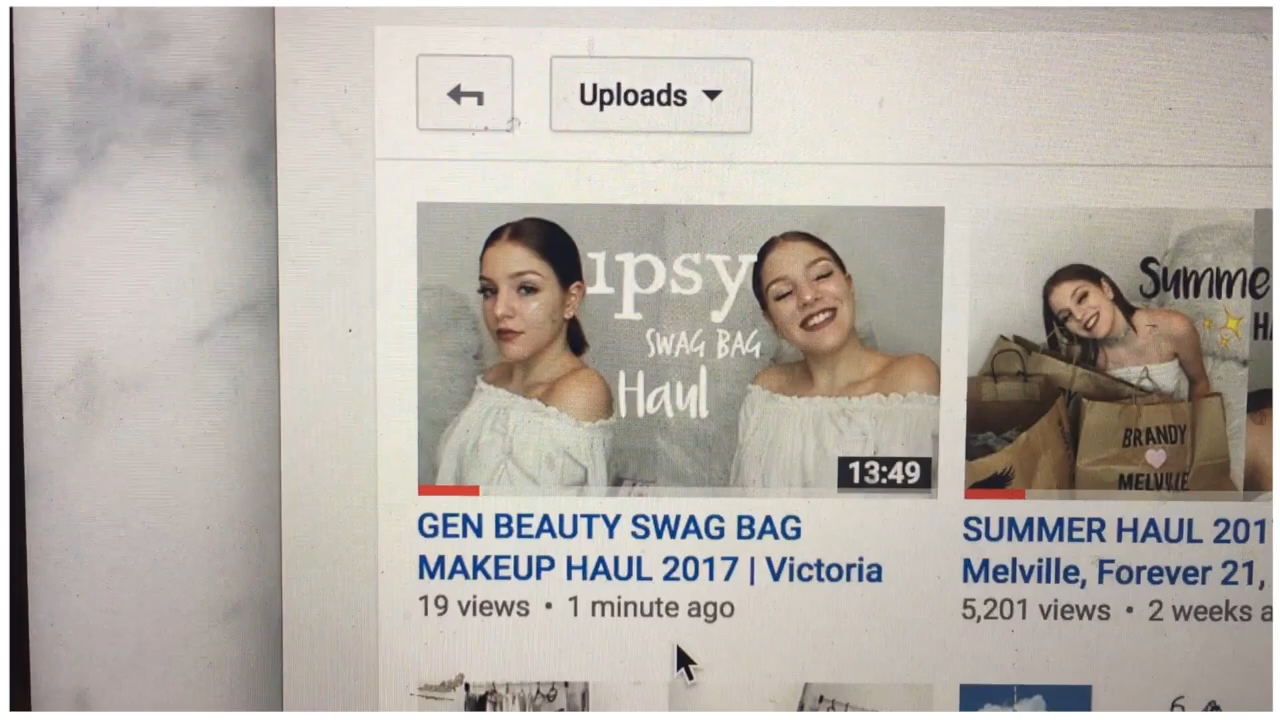 Uploads
ipsy
SWAG BAG
Haul
13:49
GEN BEAUTY SWAG BAG
MAKEUP HAUL 2017 | Victoria
19 views • 1 minute ago
Summe
BRANDY
MELVILLE
SUMMER HAUL 201
Melville, Forever 21,
5,201 views • 2 weeks a